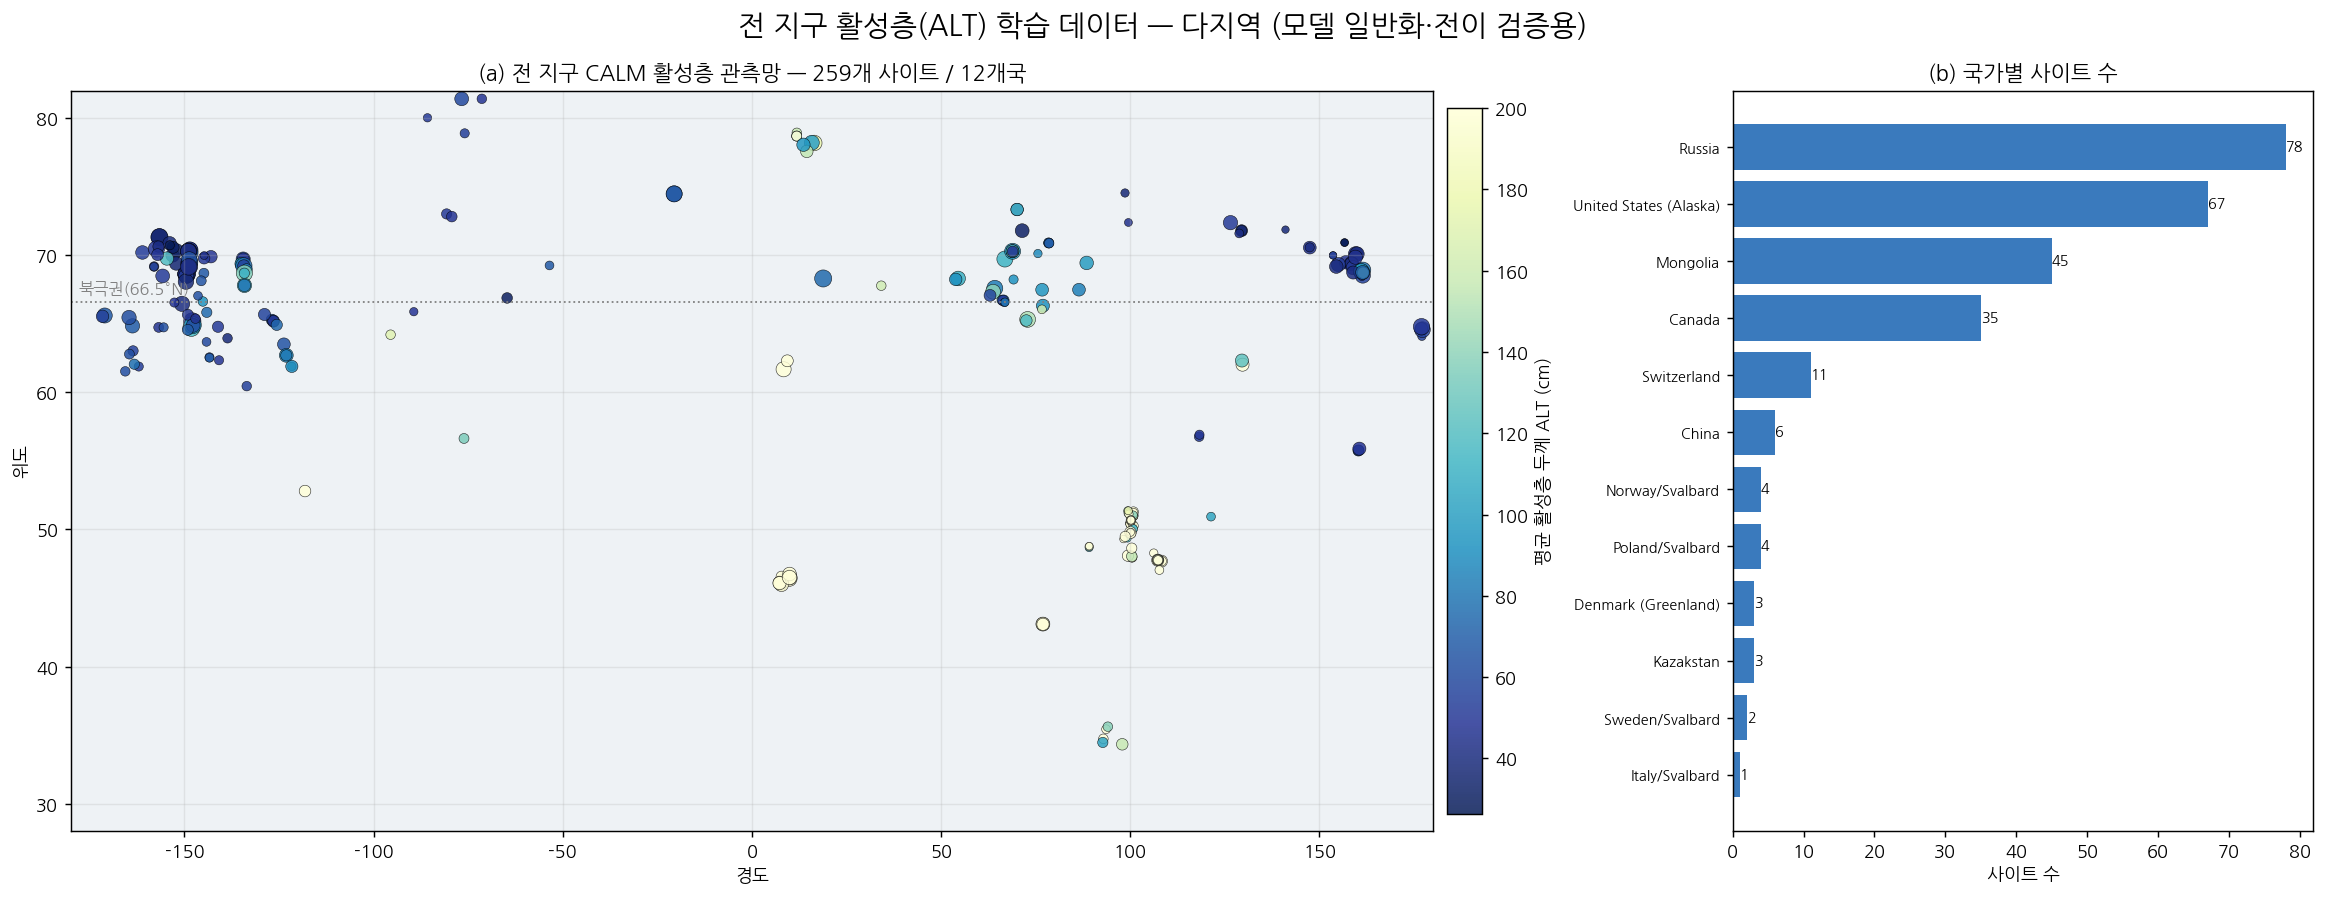 전 지구 활성층(ALT) 학습 데이터 — 다지역 (모델 일반화·전이 검증용)
(a) 전 지구 CALM 활성층 관측망 — 259개 사이트 / 12개국
80
70
60
50
40
30
위도
북극권(66.5°N)
-150
-100
-50
0
50
100
150
경도
200
180
160
140
120
100
80
60
40
평균 활성층 두께 ALT (cm)
(b) 국가별 사이트 수
Russia 78
United States (Alaska) 67
Mongolia 45
Canada 35
Switzerland 11
China 6
Norway/Svalbard 4
Poland/Svalbard 4
Denmark (Greenland) 3
Kazakstan 3
Sweden/Svalbard 2
Italy/Svalbard 1
0
10
20
30
40
50
60
70
80
사이트 수